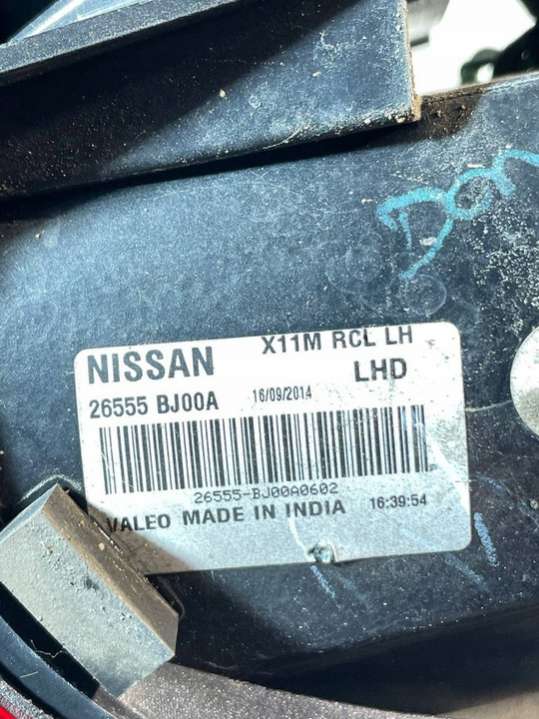 NISSAN X11M RCL LH
26555 BJ00A 16/09/2014 LHD
26555-BJ00A0602
VALEO MADE IN INDIA 16:39:54